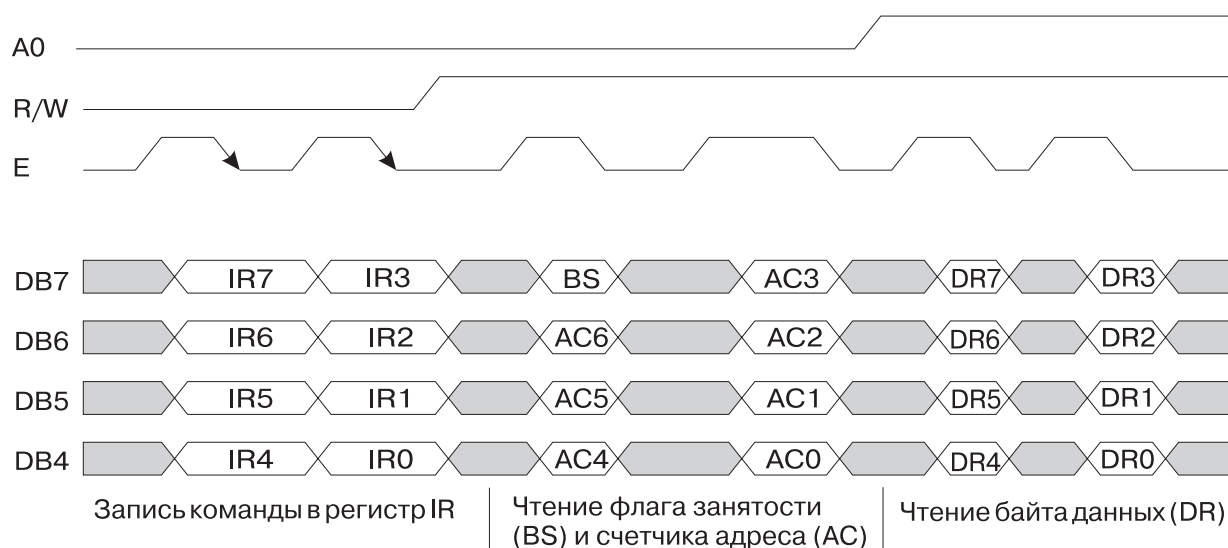 A0
R/W
E
DB7 IR7 IR3 BS AC3 DR7 DR3
DB6 IR6 IR2 AC6 AC2 DR6 DR2
DB5 IR5 IR1 AC5 AC1 DR5 DR1
DB4 IR4 IR0 AC4 AC0 DR4 DR0
Запись команды в регистр IR
Чтение флага занятости
(BS) и счетчика адреса (AC)
Чтение байта данных (DR)